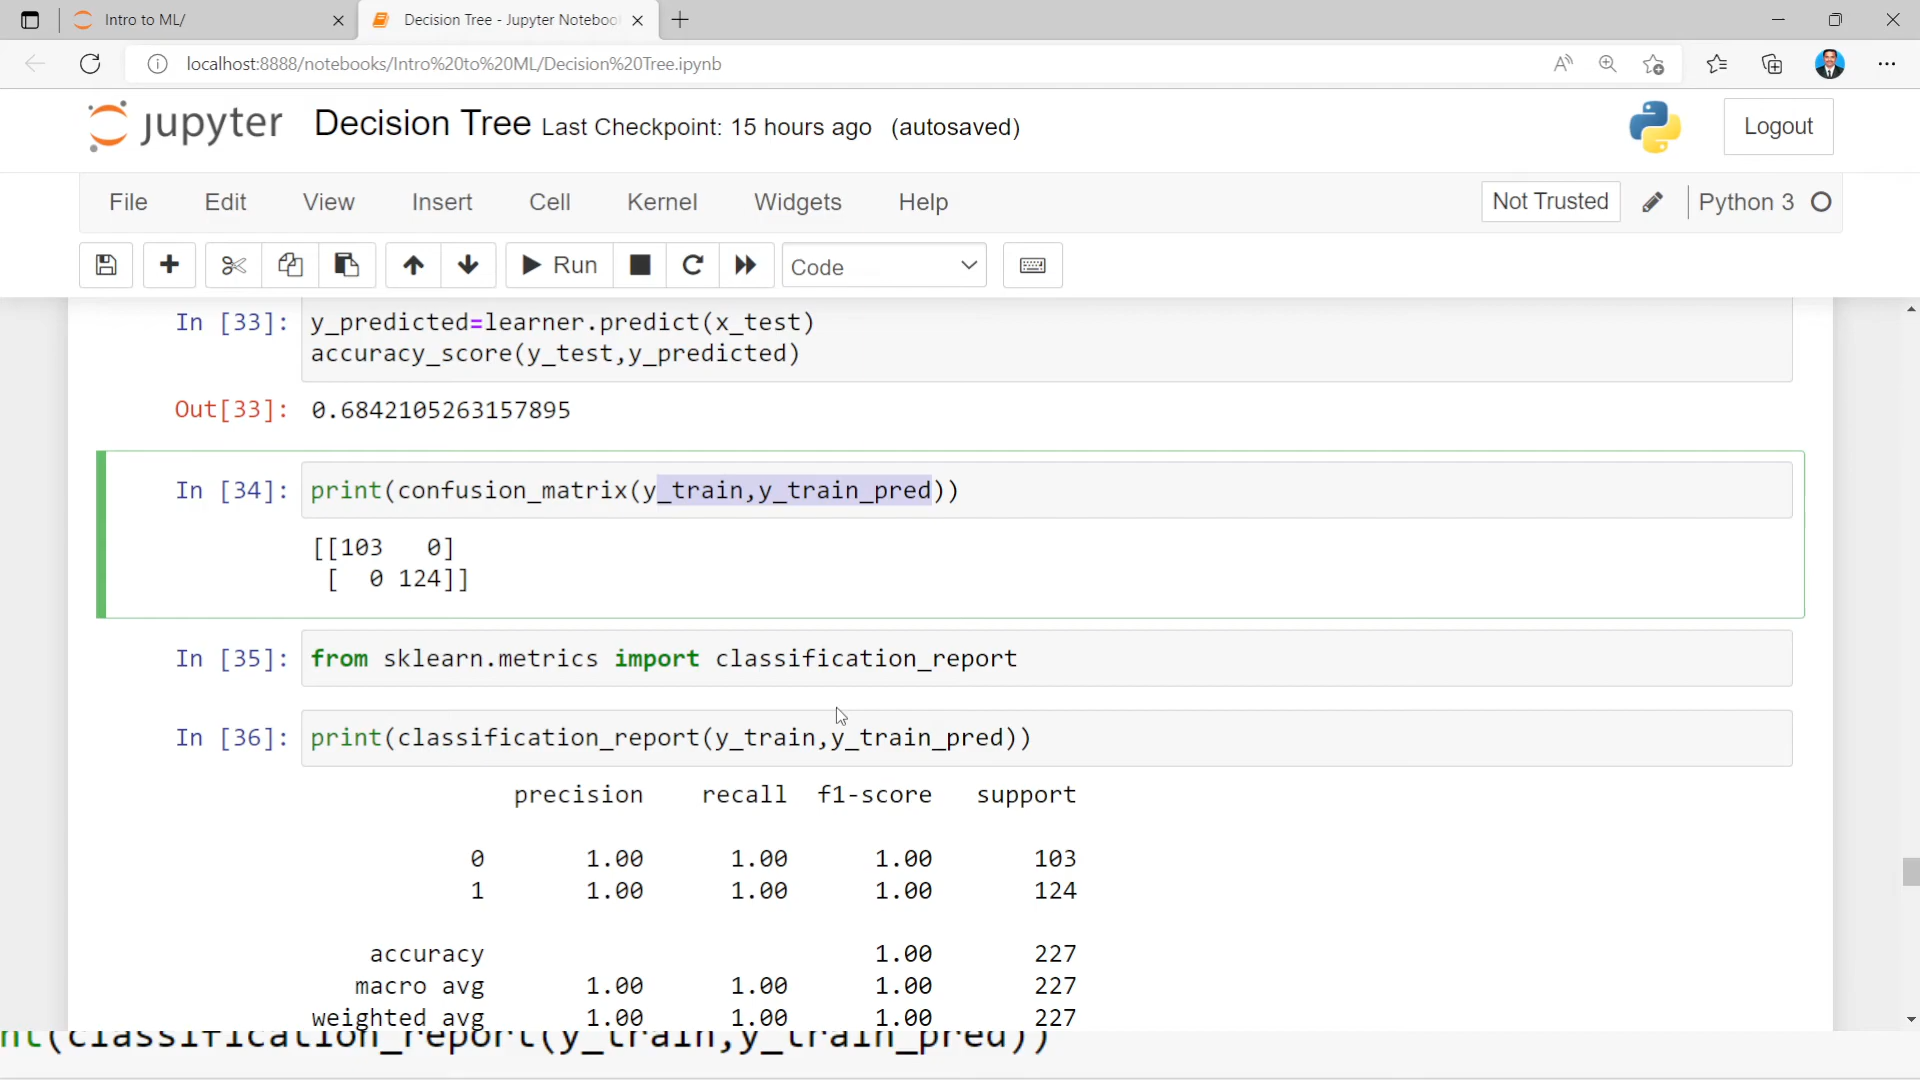 Intro to ML/
Decision Tree - Jupyter Noteboo
localhost:8888/notebooks/Intro%20to%20ML/Decision%20Tree.ipynb
jupyter Decision Tree Last Checkpoint: 15 hours ago (autosaved)
Logout
File Edit View Insert Cell Kernel Widgets Help
Not Trusted
Python 3
Run
Code
In [33]: y_predicted=learner.predict(x_test)
accuracy_score(y_test,y_predicted)
Out[33]: 0.6842105263157895
In [34]: print(confusion_matrix(y_train,y_train_pred))
[[103   0]
[  0 124]]
In [35]: from sklearn.metrics import classification_report
In [36]: print(classification_report(y_train,y_train_pred))
precision recall f1-score support
0 1.00 1.00 1.00 103
1 1.00 1.00 1.00 124
accuracy 1.00 227
macro avg 1.00 1.00 1.00 227
weighted avg 1.00 1.00 1.00 227
nt(classification_report(y_train,y_train_pred))